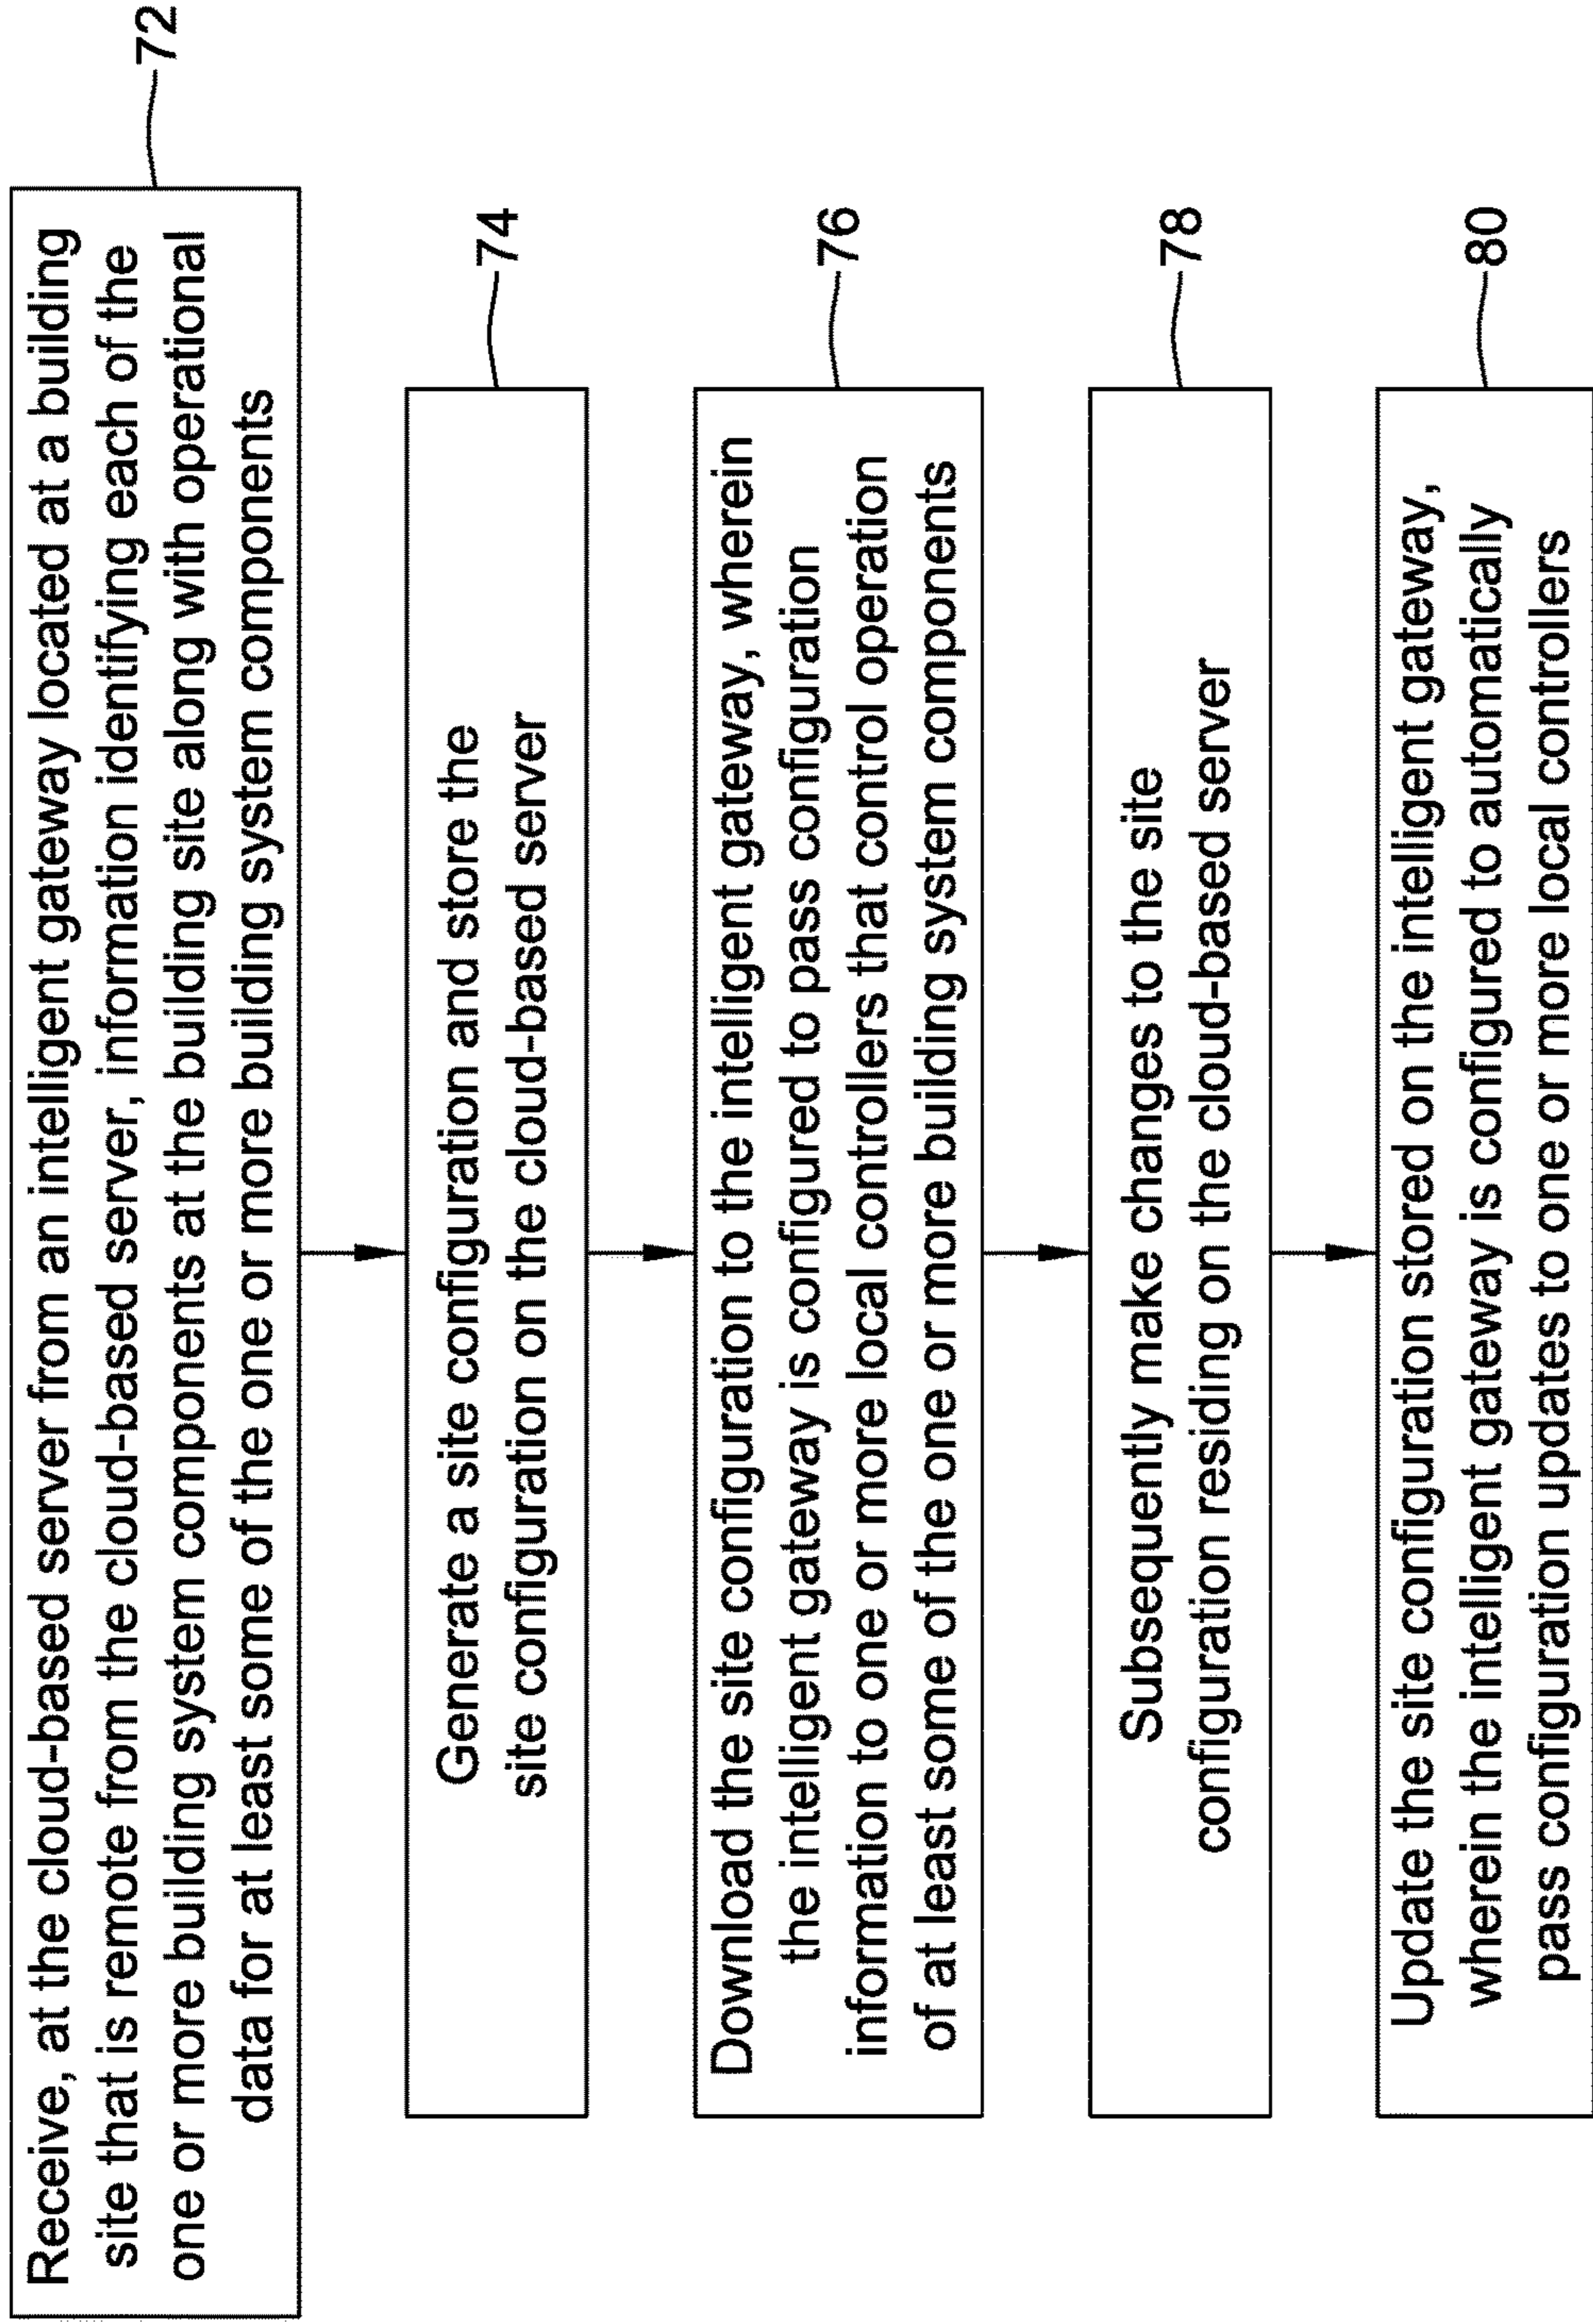 Receive, at the cloud-based server from an intelligent gateway located at a building
site that is remote from the cloud-based server, information identifying each of the
one or more building system components at the building site along with operational
data for at least some of the one or more building system components
72
Generate a site configuration and store the
site configuration on the cloud-based server
74
Download the site configuration to the intelligent gateway, wherein
the intelligent gateway is configured to pass configuration
information to one or more local controllers that control operation
of at least some of the one or more building system components
76
Subsequently make changes to the site
configuration residing on the cloud-based server
78
Update the site configuration stored on the intelligent gateway,
wherein the intelligent gateway is configured to automatically
pass configuration updates to one or more local controllers
80